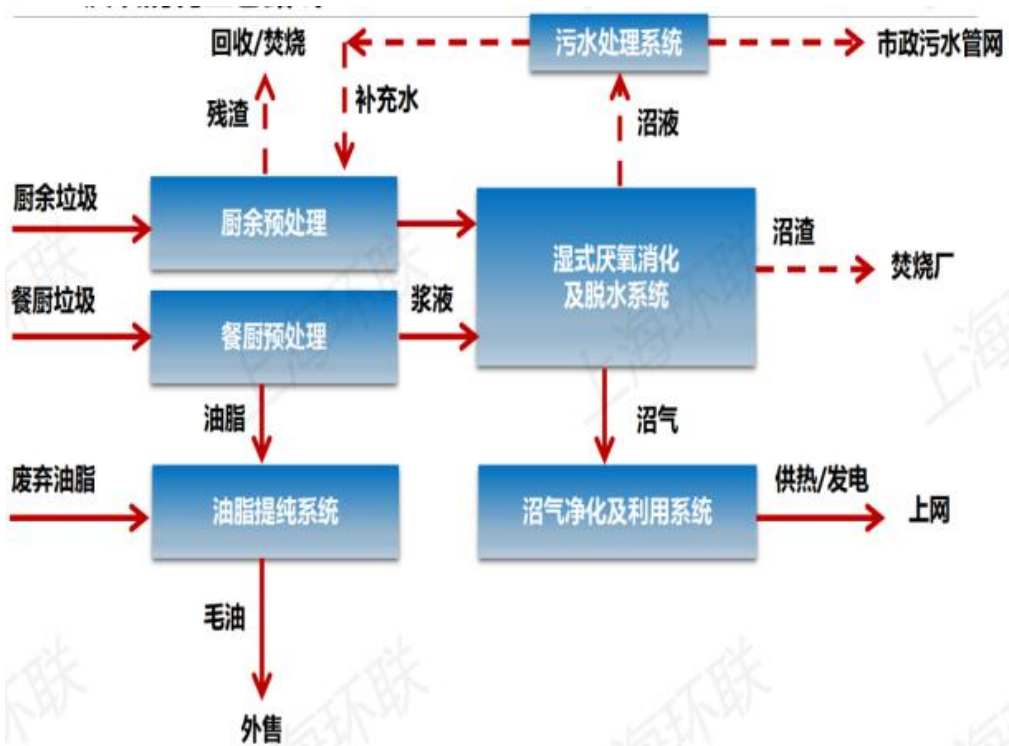 回收/焚烧
污水处理系统
市政污水管网
残渣
补充水
沼液
厨余垃圾
厨余预处理
湿式厌氧消化
及脱水系统
沼渣
焚烧厂
餐厨垃圾
餐厨预处理
浆液
油脂
沼气
废弃油脂
油脂提纯系统
沼气净化及利用系统
供热/发电
上网
毛油
外售
上海环联